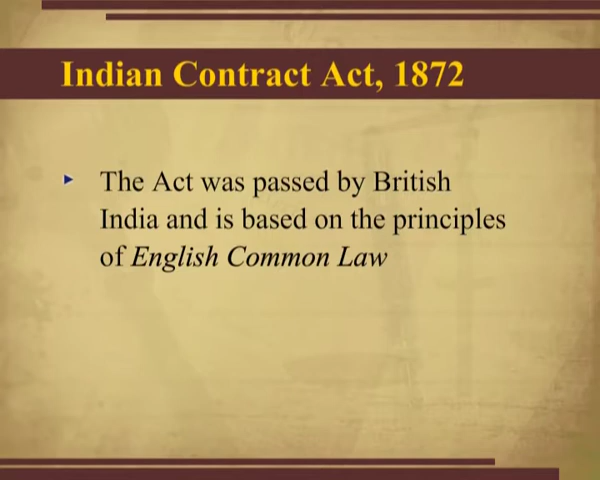 Indian Contract Act, 1872
The Act was passed by British
India and is based on the principles
of English Common Law